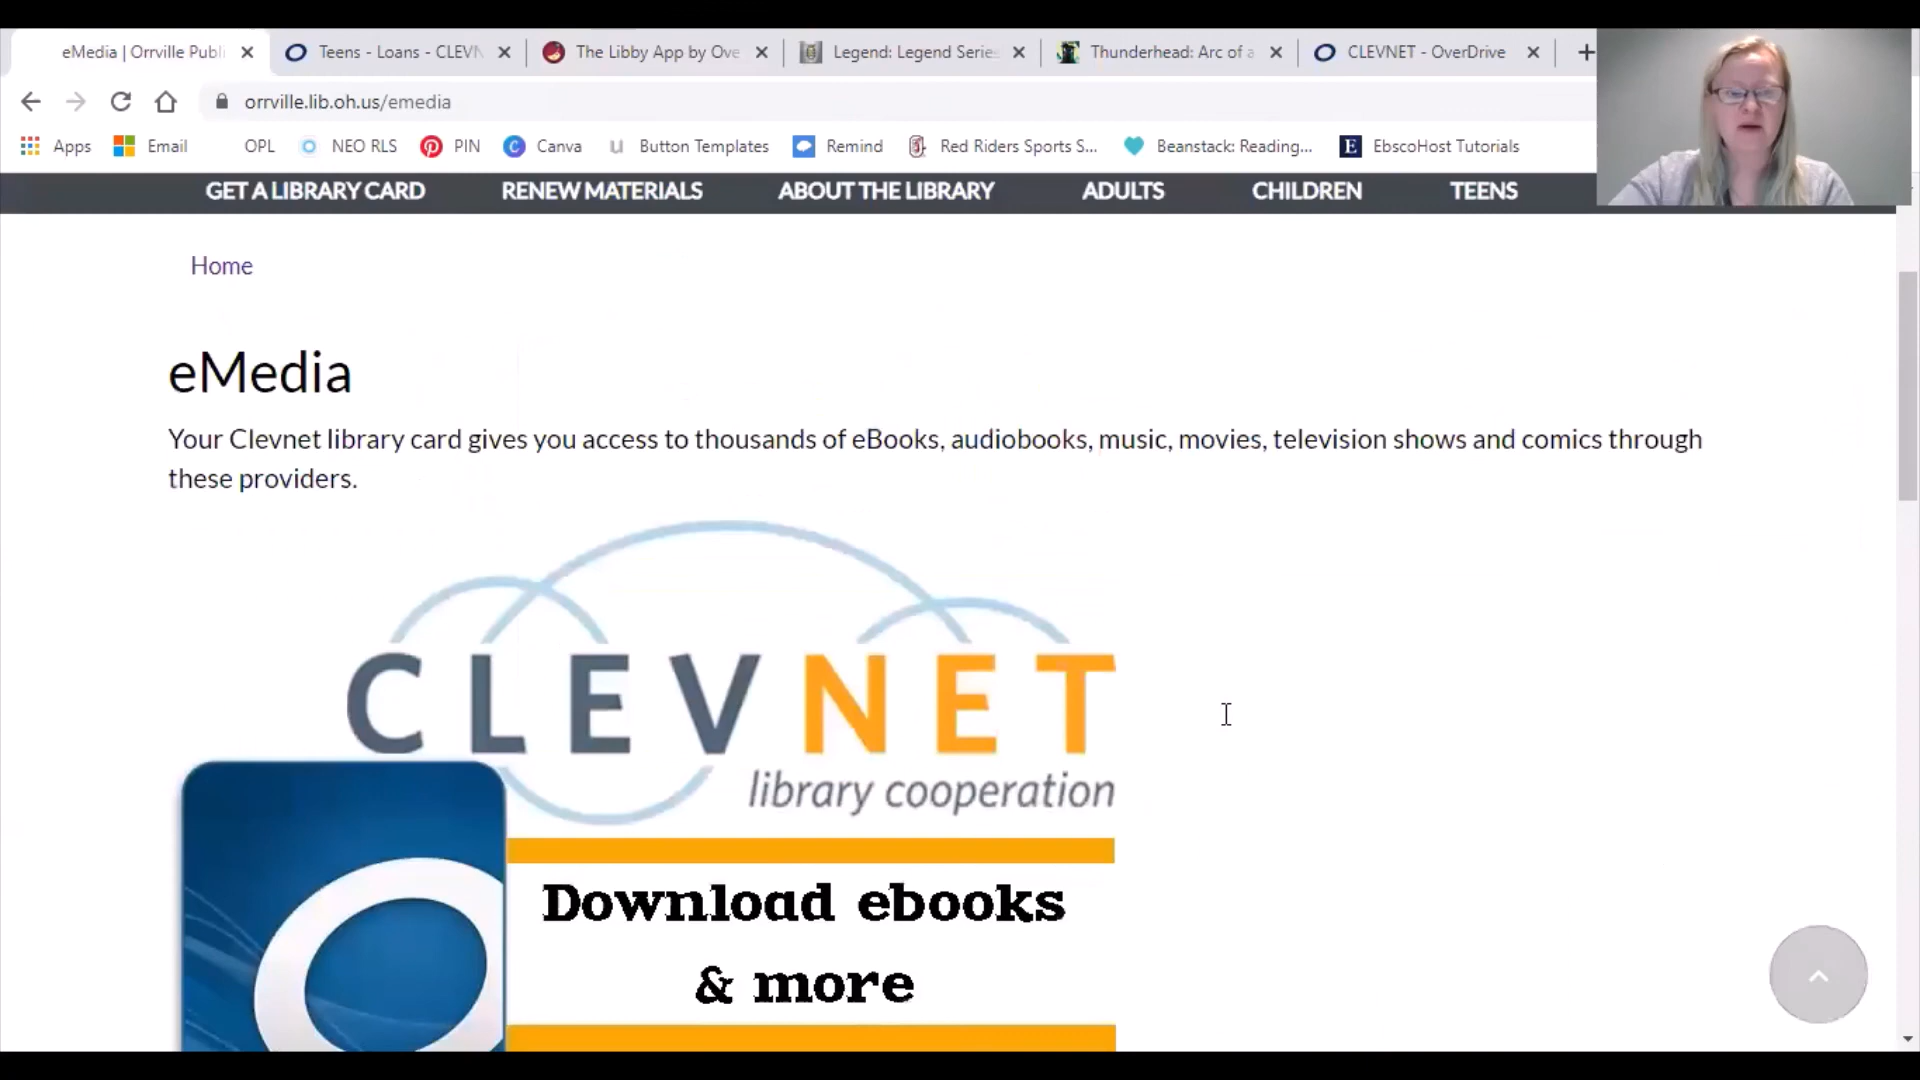 eMedia | Orrville Publi
Teens - Loans - CLEVN
The Libby App by Ove
Legend: Legend Series
Thunderhead: Arc of a
CLEVNET - OverDrive
orrville.lib.oh.us/emedia
Apps
Email
OPL
NEO RLS
PIN
Canva
Button Templates
Remind
Red Riders Sports S...
Beanstack: Reading...
EbscoHost Tutorials
GET A LIBRARY CARD
RENEW MATERIALS
ABOUT THE LIBRARY
ADULTS
CHILDREN
TEENS
Home
eMedia
Your Clevnet library card gives you access to thousands of eBooks, audiobooks, music, movies, television shows and comics through
these providers.
CLEVNET
library cooperation
Download ebooks
& more